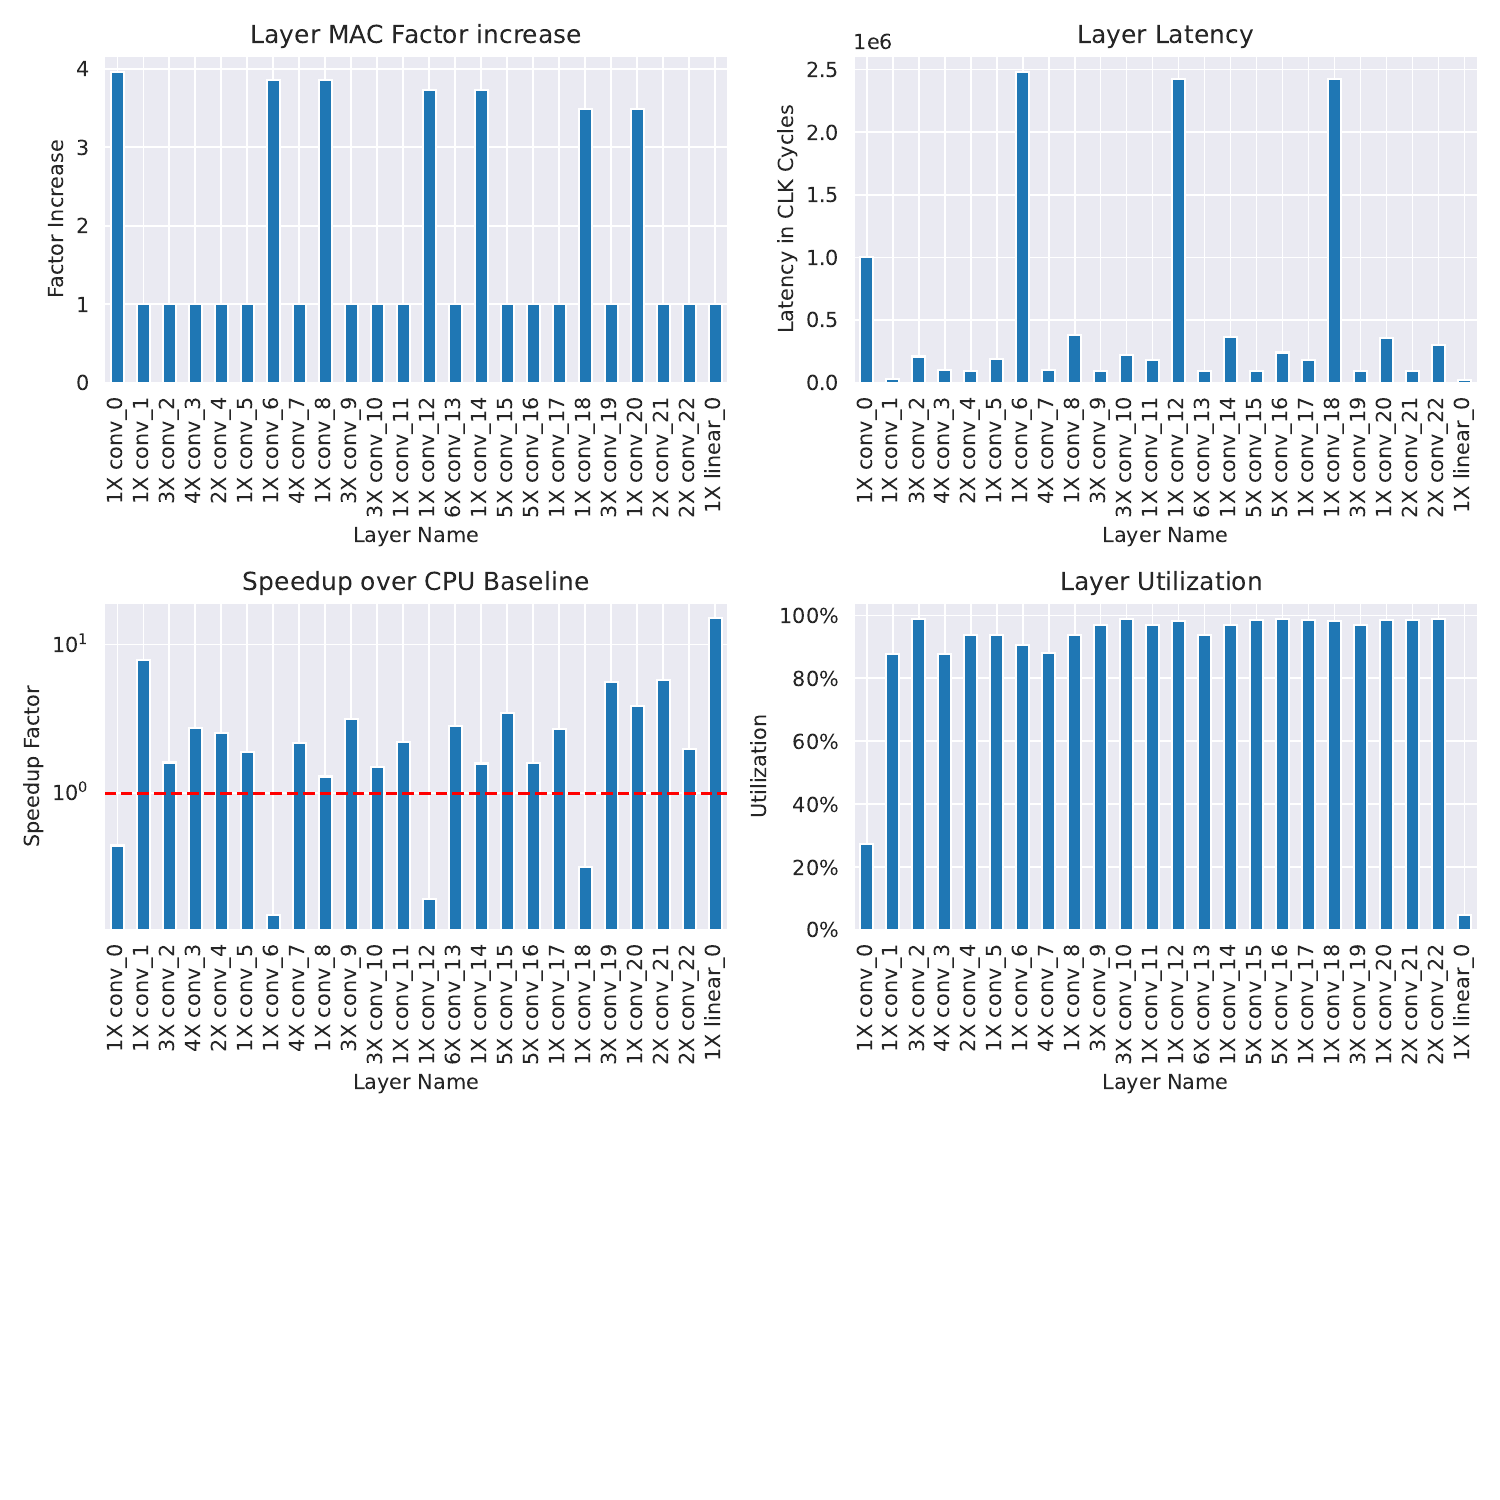 Layer MAC Factor increase
Factor Increase
4
3
2
1
0
1X conv_0
1X conv_1
3X conv_2
4X conv_3
2X conv_4
1X conv_5
1X conv_6
4X conv_7
1X conv_8
3X conv_9
3X conv_10
1X conv_11
1X conv_12
6X conv_13
1X conv_14
5X conv_15
5X conv_16
1X conv_17
1X conv_18
3X conv_19
1X conv_20
2X conv_21
2X conv_22
1X linear_0
Layer Name
Layer Latency
1e6
Latency in CLK Cycles
2.5
2.0
1.5
1.0
0.5
0.0
1X conv_0
1X conv_1
3X conv_2
4X conv_3
2X conv_4
1X conv_5
1X conv_6
4X conv_7
1X conv_8
3X conv_9
3X conv_10
1X conv_11
1X conv_12
6X conv_13
1X conv_14
5X conv_15
5X conv_16
1X conv_17
1X conv_18
3X conv_19
1X conv_20
2X conv_21
2X conv_22
1X linear_0
Layer Name
Speedup over CPU Baseline
Speedup Factor
10¹
10⁰
1X conv_0
1X conv_1
3X conv_2
4X conv_3
2X conv_4
1X conv_5
1X conv_6
4X conv_7
1X conv_8
3X conv_9
3X conv_10
1X conv_11
1X conv_12
6X conv_13
1X conv_14
5X conv_15
5X conv_16
1X conv_17
1X conv_18
3X conv_19
1X conv_20
2X conv_21
2X conv_22
1X linear_0
Layer Name
Layer Utilization
Utilization
100%
80%
60%
40%
20%
0%
1X conv_0
1X conv_1
3X conv_2
4X conv_3
2X conv_4
1X conv_5
1X conv_6
4X conv_7
1X conv_8
3X conv_9
3X conv_10
1X conv_11
1X conv_12
6X conv_13
1X conv_14
5X conv_15
5X conv_16
1X conv_17
1X conv_18
3X conv_19
1X conv_20
2X conv_21
2X conv_22
1X linear_0
Layer Name